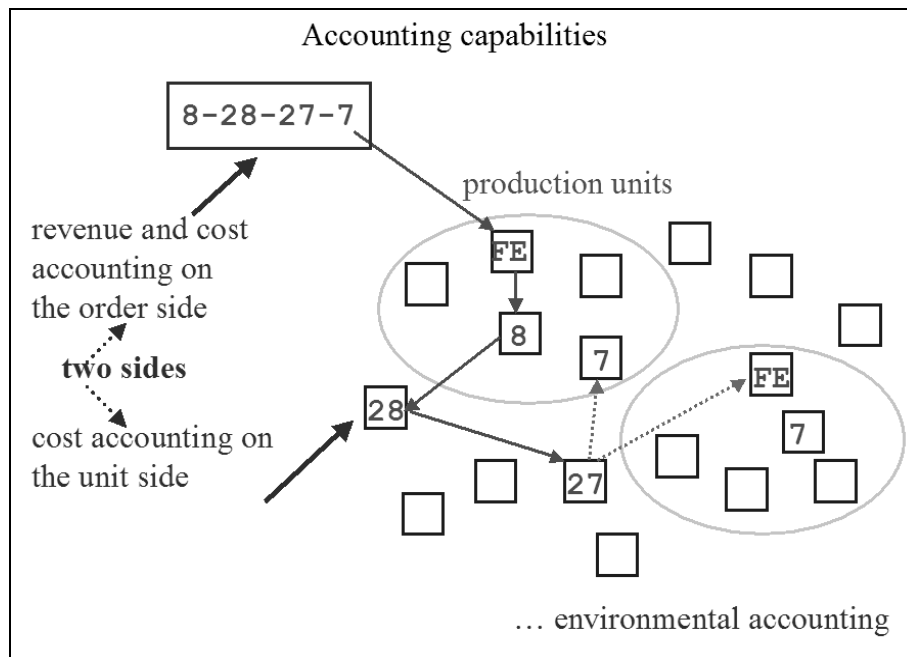 Accounting capabilities
8-28-27-7
production units
revenue and cost
accounting on
the order side
two sides
cost accounting on
the unit side
FE
8
7
28
27
FE
7
... environmental accounting